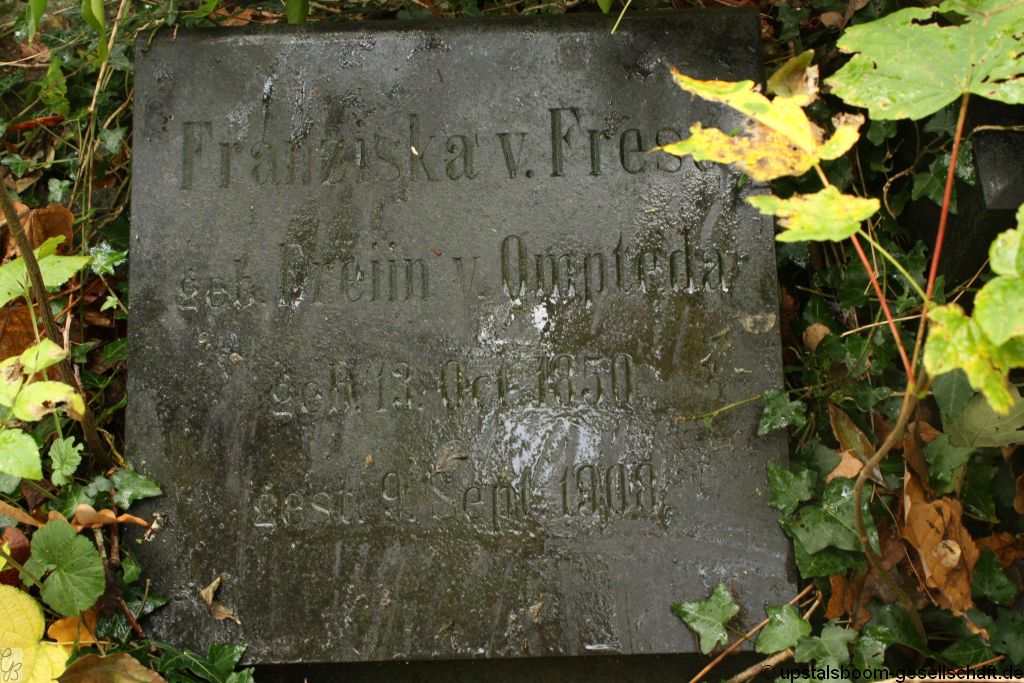 Franziska v. Frese
geb. Freiin v. Ompteda
geb. 13. Oct. 1850
gest. 9. Sept. 1908.
© upstalsboom-gesellschaft.de